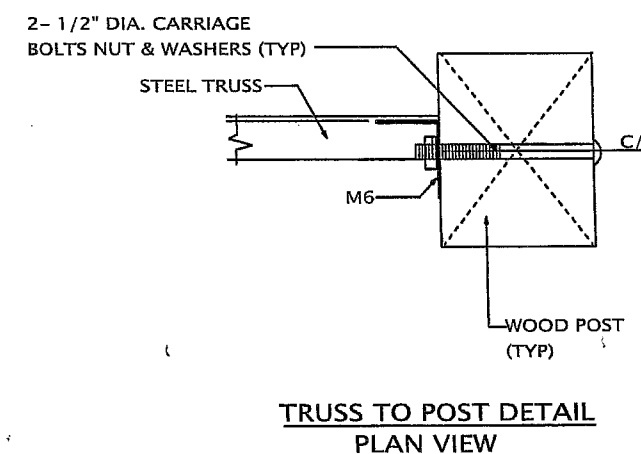 2- 1/2" DIA. CARRIAGE
BOLTS NUT & WASHERS (TYP)
STEEL TRUSS
C/
M6
WOOD POST
(TYP)
TRUSS TO POST DETAIL
PLAN VIEW